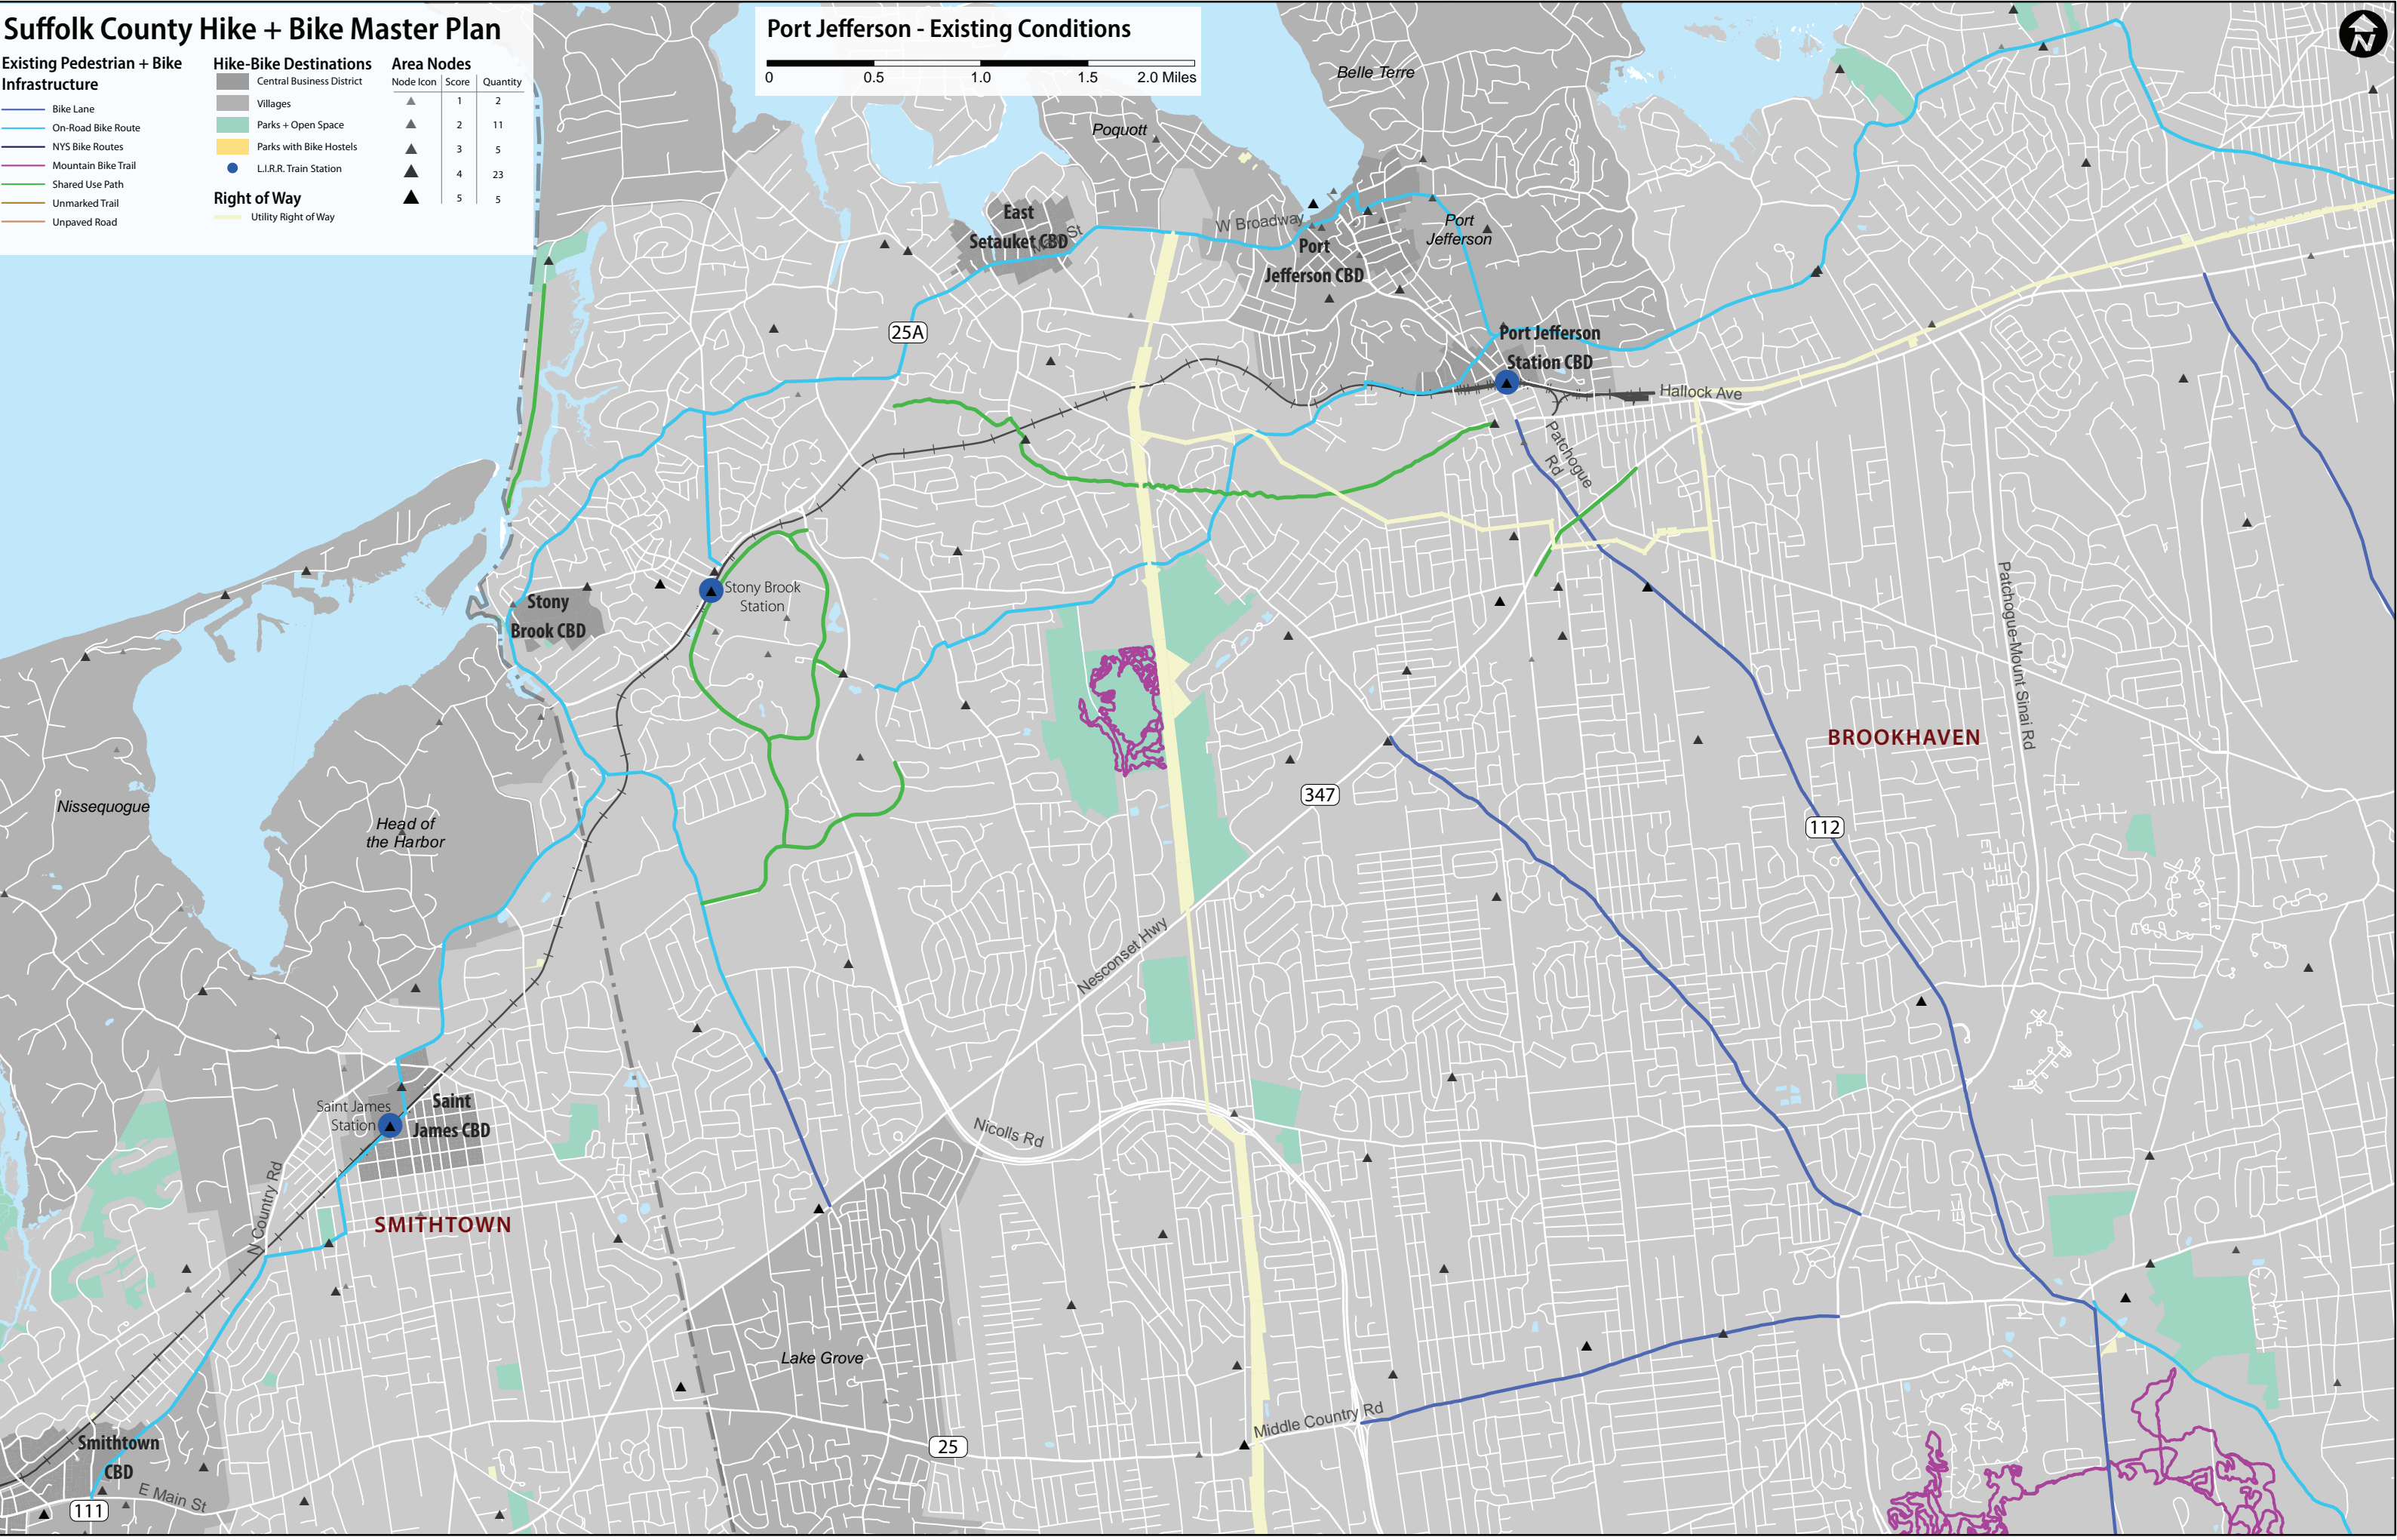 Suffolk County Hike + Bike Master Plan
Existing Pedestrian + Bike
Infrastructure
Bike Lane
On-Road Bike Route
NYS Bike Routes
Mountain Bike Trail
Shared Use Path
Unmarked Trail
Unpaved Road
Hike-Bike Destinations
Central Business District
Villages
Parks + Open Space
Parks with Bike Hostels
L.I.R.R. Train Station
Right of Way
Utility Right of Way
Area Nodes
Node Icon Score Quantity
1 2
2 11
3 5
4 23
5 5
Port Jefferson - Existing Conditions
0 0.5 1.0 1.5 2.0 Miles
N
Belle Terre
Poquott
East
Setauket CBD
Main St
W Broadway
Port
Jefferson CBD
Port
Jefferson
25A
Port Jefferson
Station CBD
Hallock Ave
Patchogue
Rd
Stony Brook
Station
Stony
Brook CBD
Patchogue-Mount Sinai Rd
BROOKHAVEN
Nissequogue
Head of
the Harbor
347
112
Nesconset Hwy
Saint James
Station
Saint
James CBD
Nicolls Rd
N Country Rd
SMITHTOWN
Lake Grove
Middle Country Rd
25
Smithtown
CBD
E Main St
111